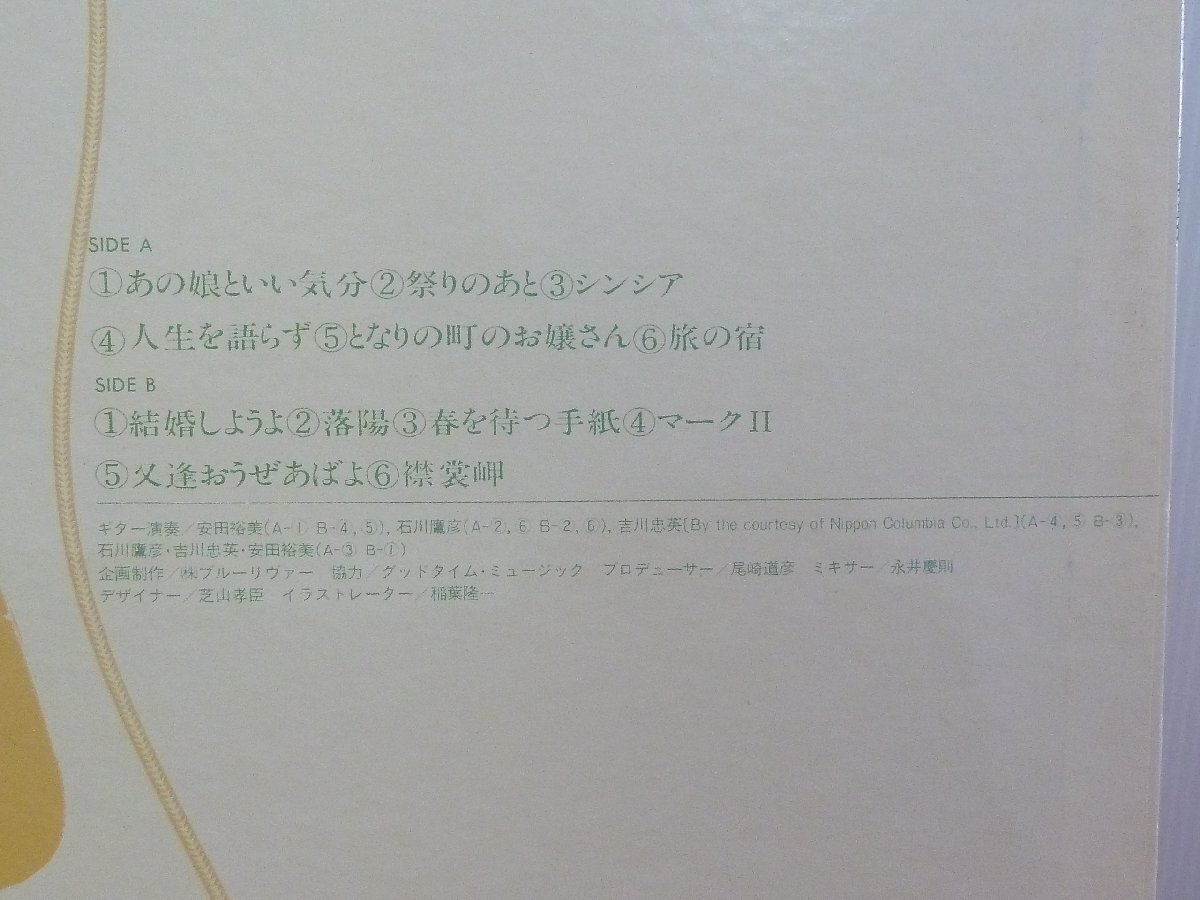 SIDE A
①あの娘といい気分②祭りのあと③シンシア
④人生を語らず⑤となりの町のお嬢さん⑥旅の宿
SIDE B
①結婚しようよ②落陽③春を待つ手紙④マークII
⑤又逢おうぜあばよ⑥襟裳岬
ギター演奏／安田裕美(A-① B-④, ⑤), 石川鷹彦(A-②, ⑥ B-②, ⑥), 吉川忠英[By the courtesy of Nippon Columbia Co., Ltd.](A-④, ⑤ B-③),
石川鷹彦・吉川忠英・安田裕美(A-③ B-①)
企画制作／㈱ブルーリヴァー 協力／グッドタイム・ミュージック プロデューサー／尾崎道彦 ミキサー／永井慶則
デザイナー／芝山孝臣 イラストレーター／稲葉隆一